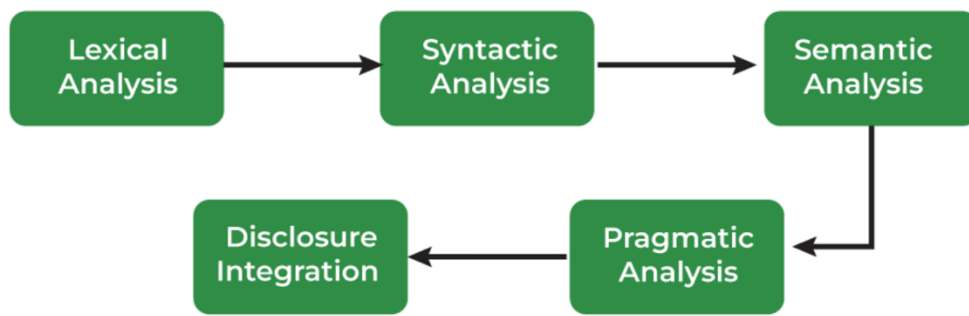 Lexical
Analysis
Syntactic
Analysis
Semantic
Analysis
Pragmatic
Analysis
Disclosure
Integration